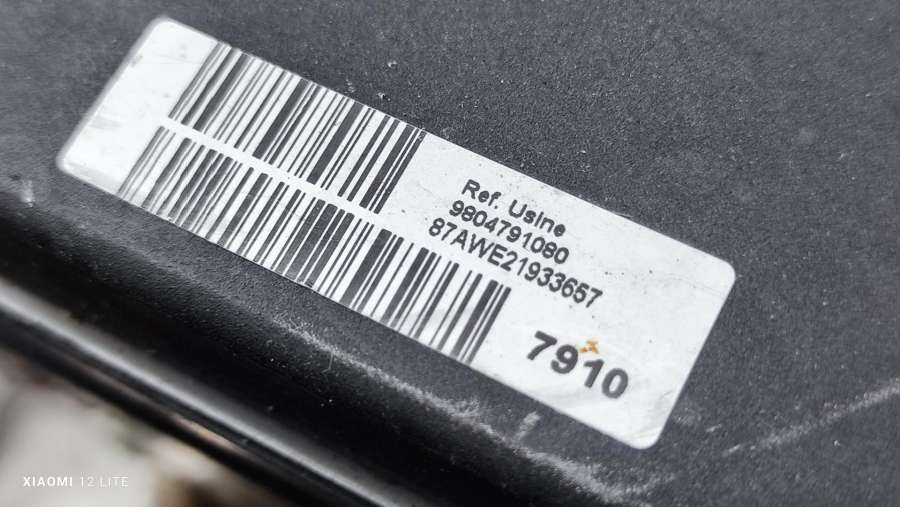 Ref. Usine
9804791080
87AWE21933657
7910
XIAOMI 12 LITE